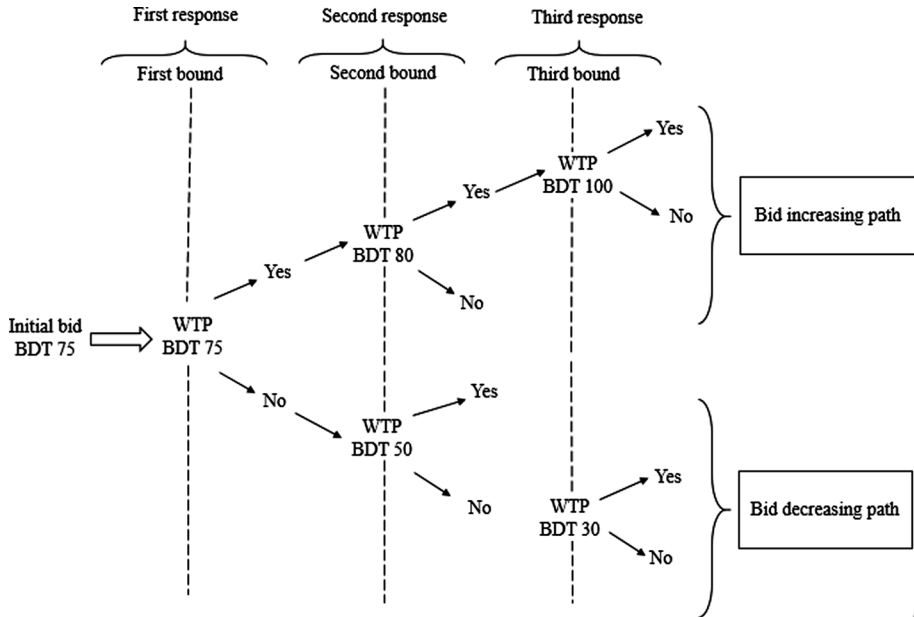 First response
Second response
Third response
First bound
Second bound
Third bound
Yes
WTP
BDT 100
No
Bid increasing path
Yes
WTP
BDT 80
Yes
No
Initial bid
BDT 75
WTP
BDT 75
No
Yes
WTP
BDT 50
No
Yes
WTP
BDT 30
No
Bid decreasing path